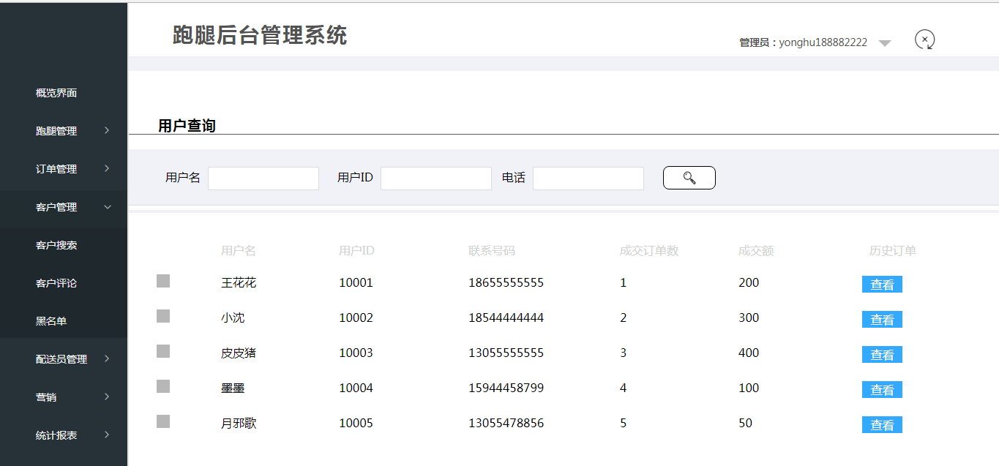 跑腿后台管理系统
管理员：yonghu188882222
概览界面
跑腿管理
订单管理
客户管理
客户搜索
客户评论
黑名单
配送员管理
营销
统计报表
用户查询
用户名 用户ID 电话
用户名 用户ID 联系号码 成交订单数 成交额 历史订单
王花花 10001 18655555555 1 200 查看
小沈 10002 18544444444 2 300 查看
皮皮猪 10003 13055555555 3 400 查看
墨墨 10004 15944458799 4 100 查看
月邪歌 10005 13055478856 5 50 查看